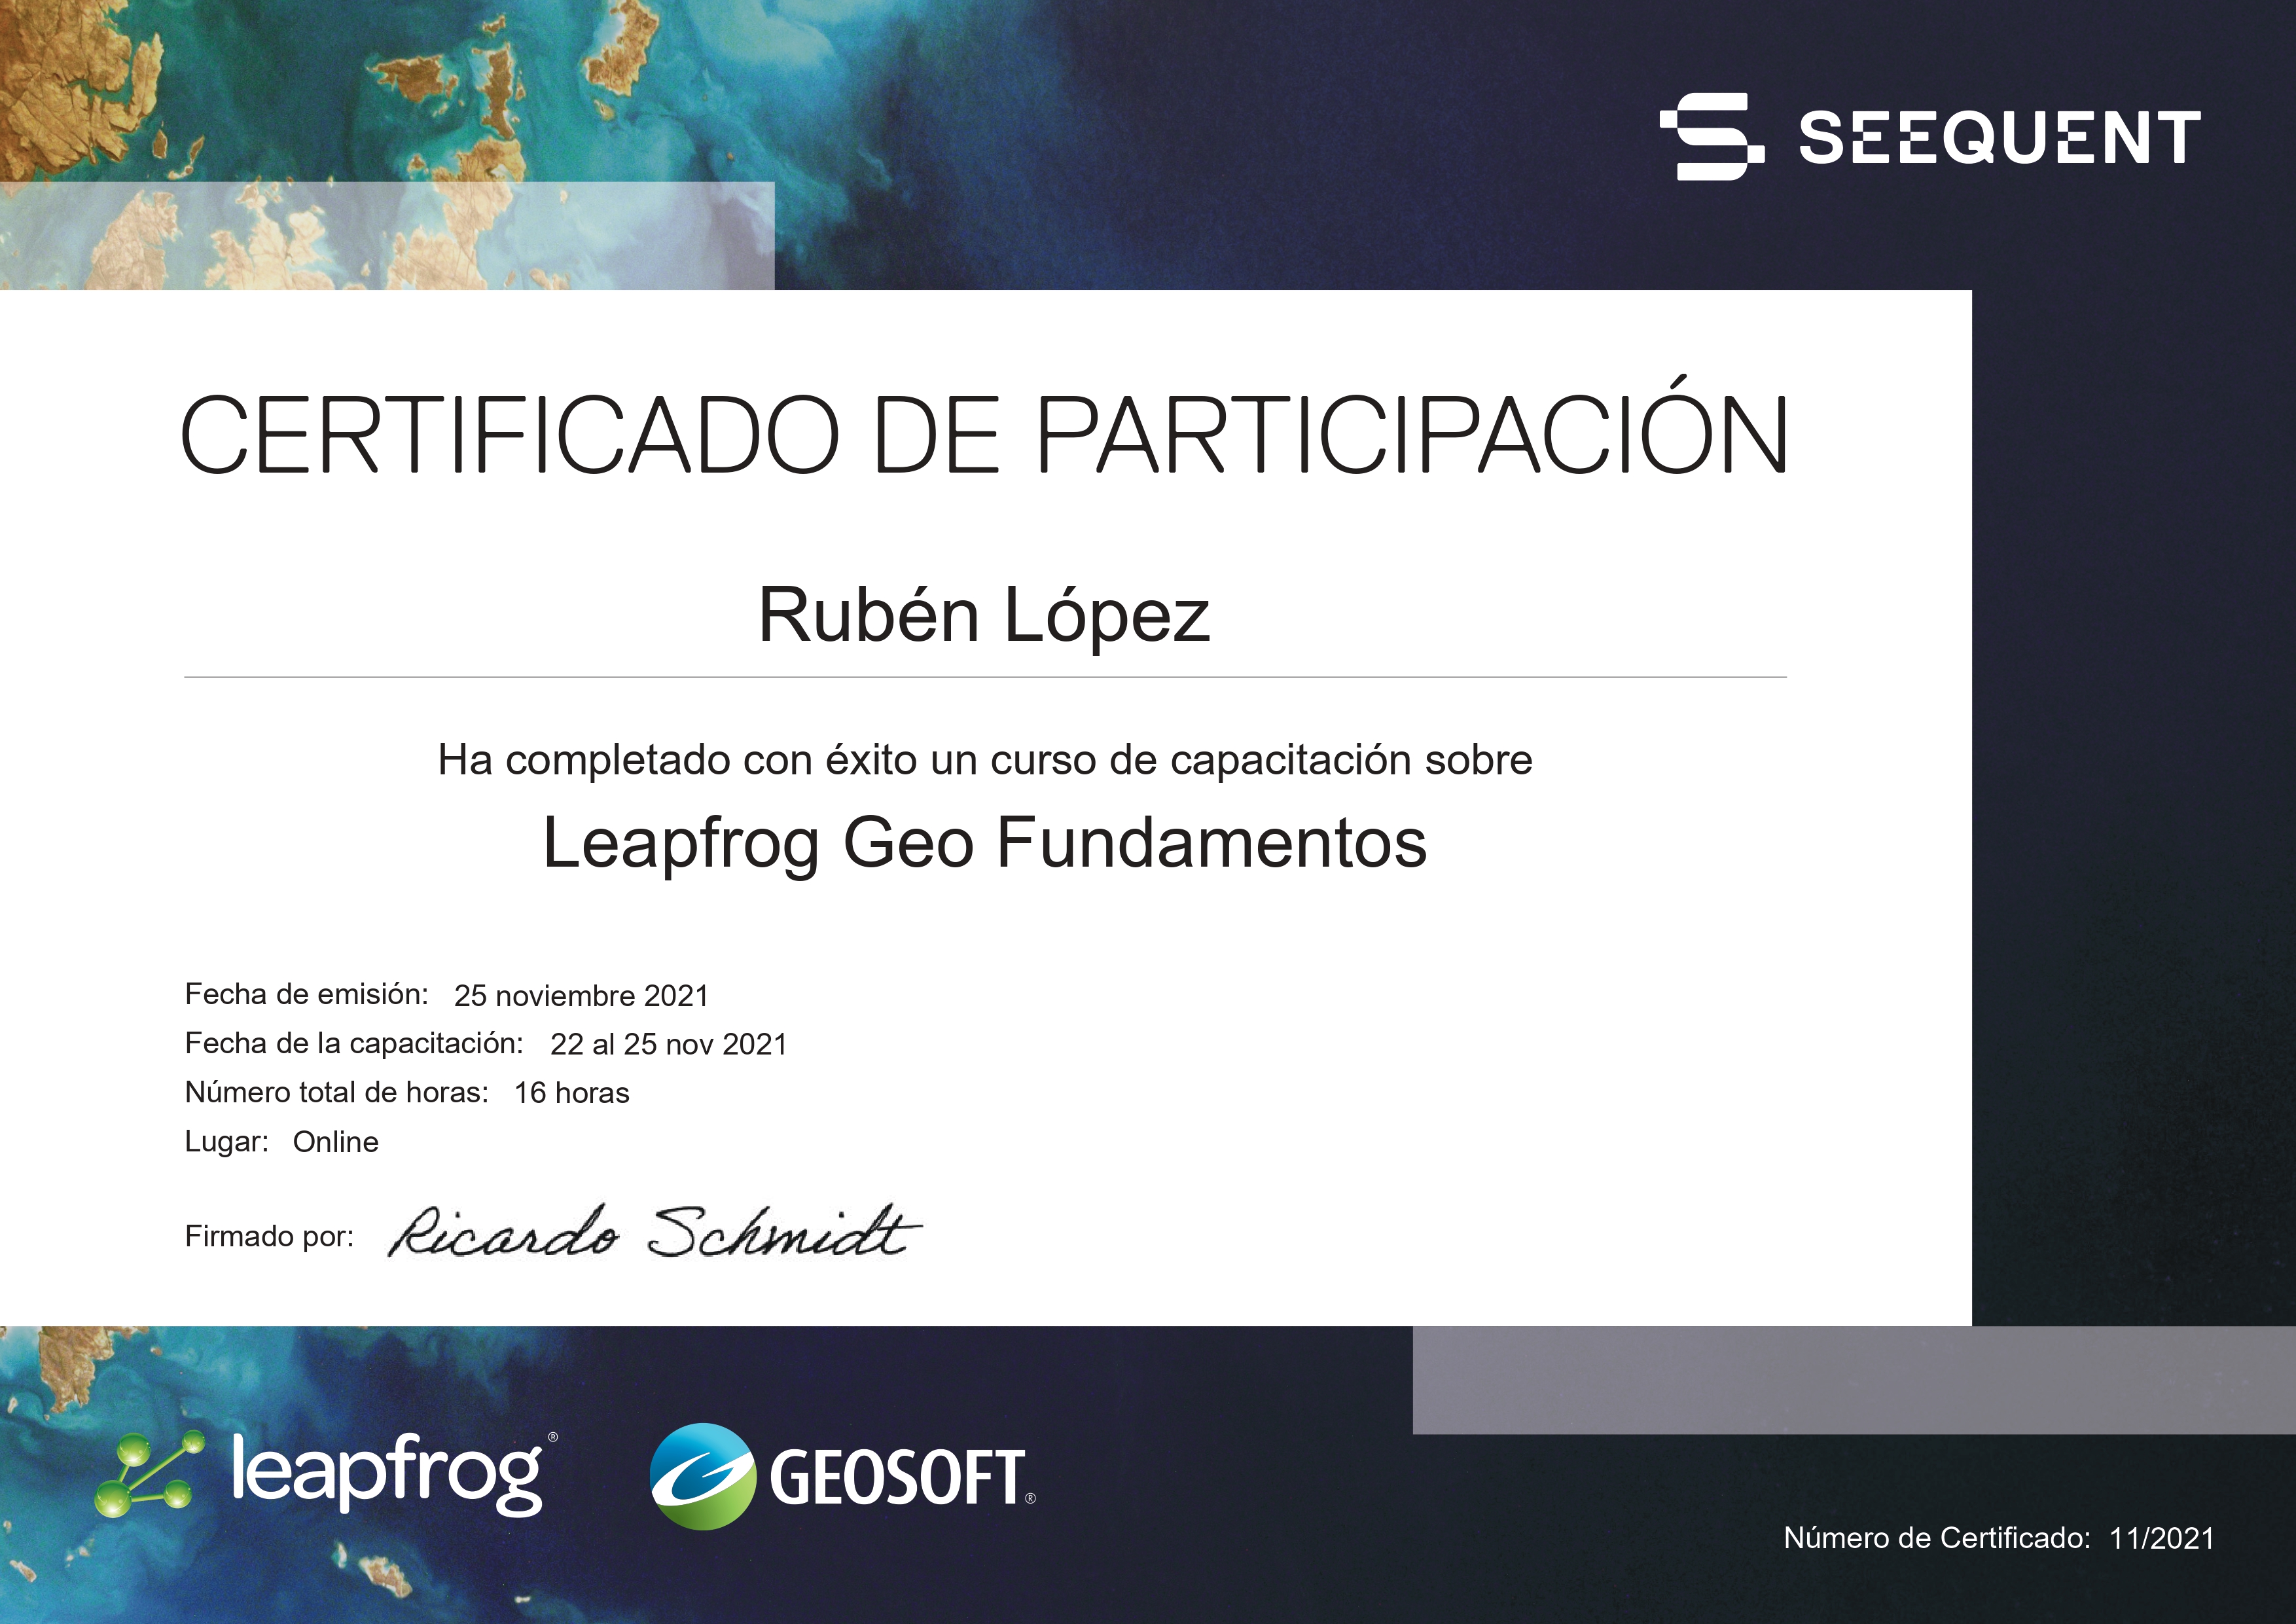 SEEQUENT
CERTIFICADO DE PARTICIPACIÓN
Rubén López
Ha completado con éxito un curso de capacitación sobre
Leapfrog Geo Fundamentos
Fecha de emisión: 25 noviembre 2021
Fecha de la capacitación: 22 al 25 nov 2021
Número total de horas: 16 horas
Lugar: Online
Firmado por: Ricardo Schmidt
leapfrog®
GEOSOFT®
Número de Certificado: 11/2021